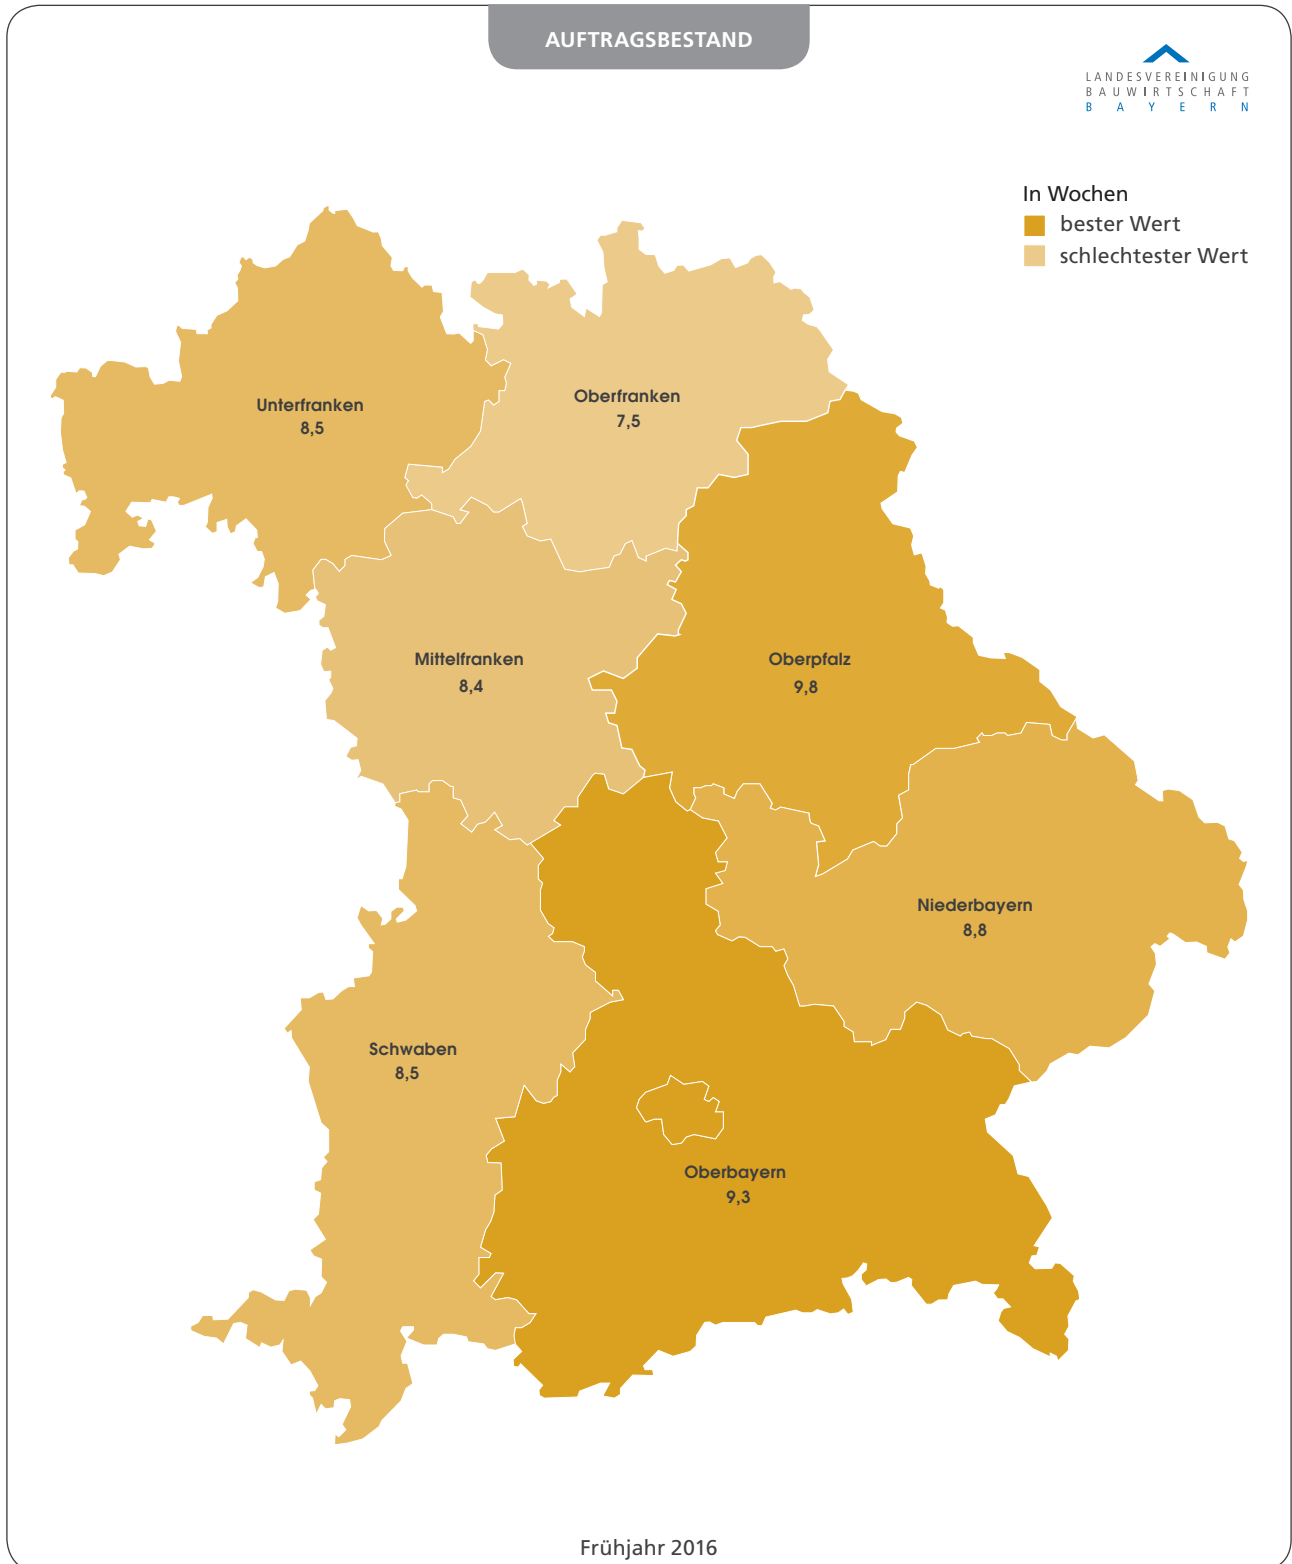 AUFTRAGSBESTAND
LANDESVEREINIGUNG
BAUWIRTSCHAFT
BAYERN
In Wochen
bester Wert
schlechtester Wert
Unterfranken
8,5
Oberfranken
7,5
Mittelfranken
8,4
Oberpfalz
9,8
Niederbayern
8,8
Schwaben
8,5
Oberbayern
9,3
Frühjahr 2016